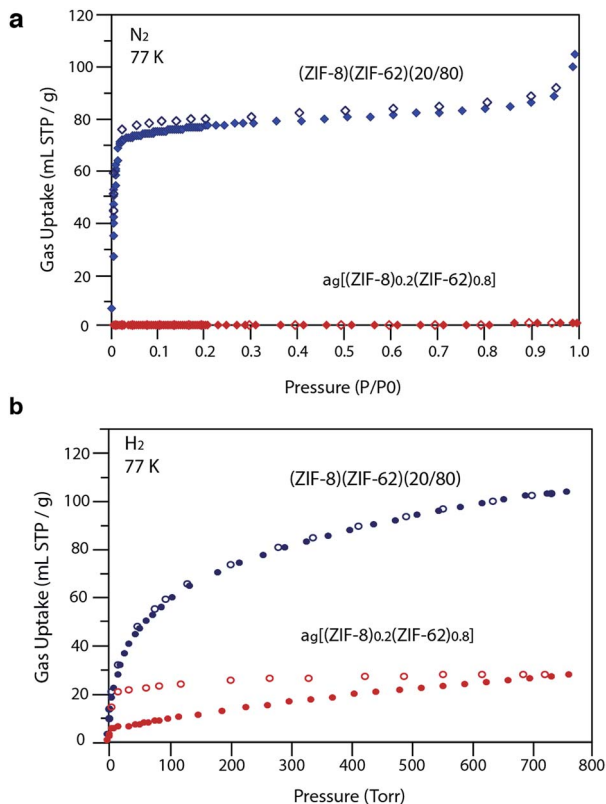 a
N2
77 K
(ZIF-8)(ZIF-62)(20/80)
ag[(ZIF-8)0.2(ZIF-62)0.8]
Gas Uptake (mL STP / g)
120
100
80
60
40
20
0
0 0.1 0.2 0.3 0.4 0.5 0.6 0.7 0.8 0.9 1.0
Pressure (P/P0)
b
H2
77 K
(ZIF-8)(ZIF-62)(20/80)
ag[(ZIF-8)0.2(ZIF-62)0.8]
Gas Uptake (mL STP / g)
120
100
80
60
40
20
0
0 100 200 300 400 500 600 700 800
Pressure (Torr)